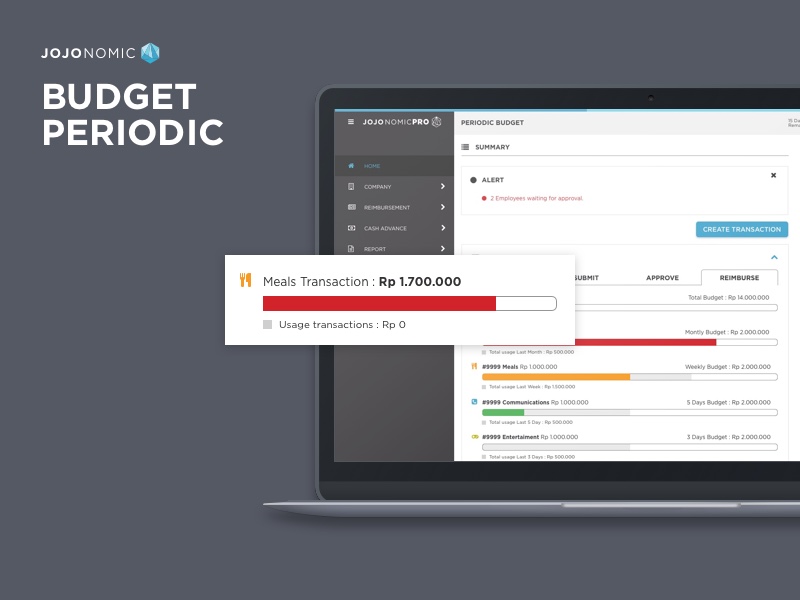 JOJONOMIC
BUDGET
PERIODIC
JOJONOMICPRO
PERIODIC BUDGET
15 Da
SUMMARY
HOME
ALERT
COMPANY
2 Employees waiting for approval.
REIMBURSEMENT
CASH ADVANCE
CREATE TRANSACTION
REPORT
SUBMIT
APPROVE
REIMBURSE
Meals Transaction : Rp 1.700.000
Usage transactions : Rp 0
Total Budget : Rp 14.000.000
Montly Budget : Rp 2.000.000
Total usage Last Month : Rp 500.000
#9999 Meals Rp 1.000.000
Weekly Budget : Rp 2.000.000
Total usage Last Week : Rp 1.500.000
#9999 Communications Rp 1.000.000
5 Days Budget : Rp 2.000.000
Total usage Last 5 Day : Rp 500.000
#9999 Entertaiment Rp 1.000.000
3 Days Budget : Rp 2.000.000
Total usage Last 3 Days : Rp 500.000